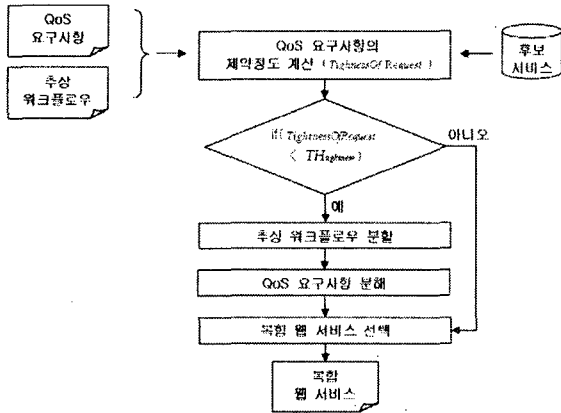 QoS
요구사항
추상
워크플로우
QoS 요구사항의
제약정도 계산 ( TightnessOf Request )
후보
서비스
if( TightnessOfRequest
< THtightness )
아니오
예
추상 워크플로우 분할
QoS 요구사항 분해
복합 웹 서비스 선택
복합
웹 서비스